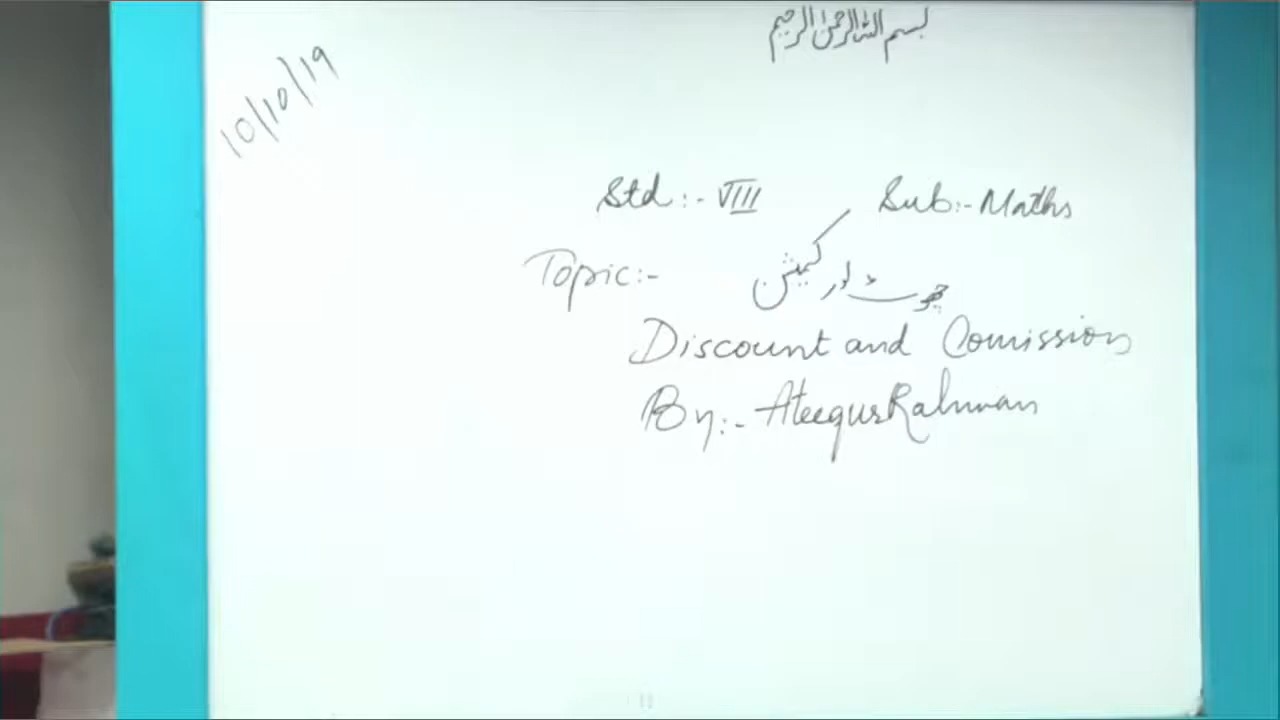 بسم اللہ الرحمٰن الرحیم
10/10/19
Std:- VIII Sub:- Maths
Topic:- چھوٹ اور کمیشن
Discount and Comission
By:- AteequrRahman